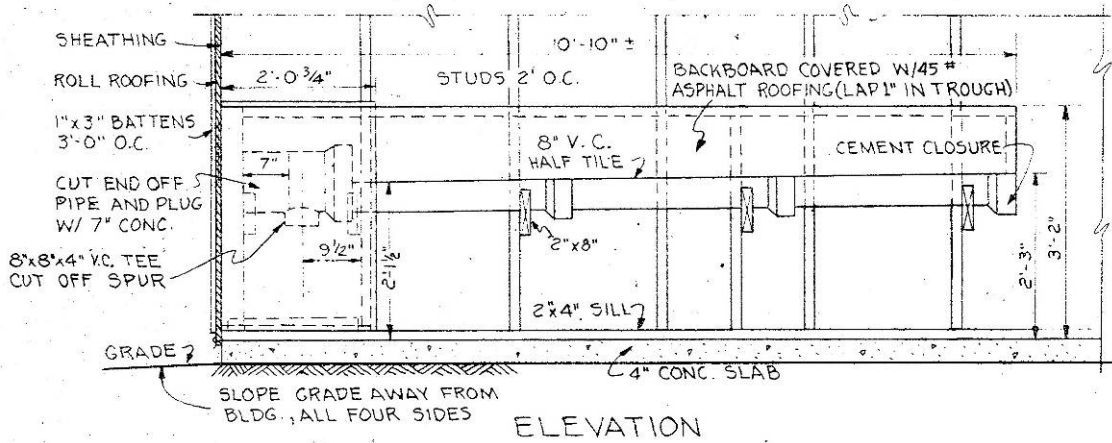 SHEATHING
ROLL ROOFING
1"x3" BATTENS
3'-0" O.C.
CUT END OFF
PIPE AND PLUG
W/ 7" CONC.
8"x8"x4" V.C. TEE
CUT OFF SPUR
GRADE
SLOPE GRADE AWAY FROM
BLDG., ALL FOUR SIDES
10'-10" ±
2'-0 3/4"
STUDS 2' O.C.
BACKBOARD COVERED W/45 #
ASPHALT ROOFING (LAP 1" IN TROUGH)
8" V.C.
HALF TILE
CEMENT CLOSURE
7"
9 1/2"
2'-1 1/2"
2"x8"
2'-3"
3'-2"
2"x4" SILL
4" CONC. SLAB
ELEVATION